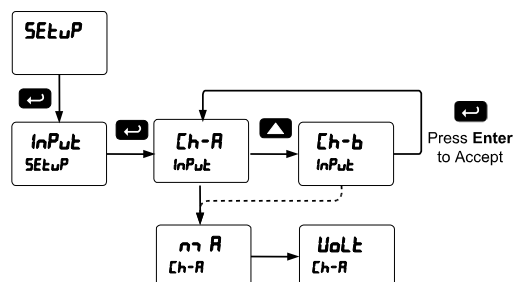 SEtuP
InPut
SEtuP
Ch-A
InPut
Ch-b
InPut
Press Enter
to Accept
mA
Ch-A
VoLt
Ch-A